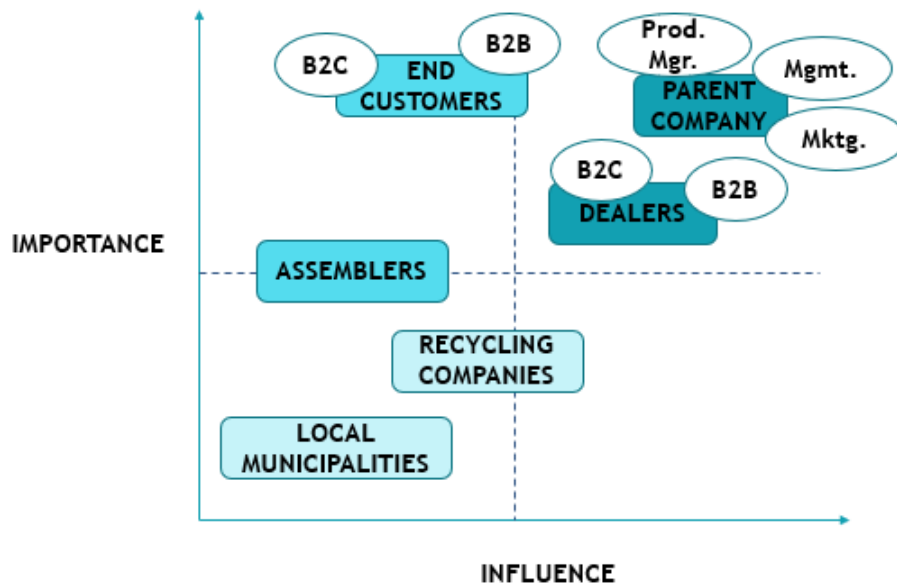 Prod.
Mgr.
B2B
B2C
END
CUSTOMERS
Mgmt.
PARENT
COMPANY
Mktg.
B2C
B2B
DEALERS
IMPORTANCE
ASSEMBLERS
RECYCLING
COMPANIES
LOCAL
MUNICIPALITIES
INFLUENCE